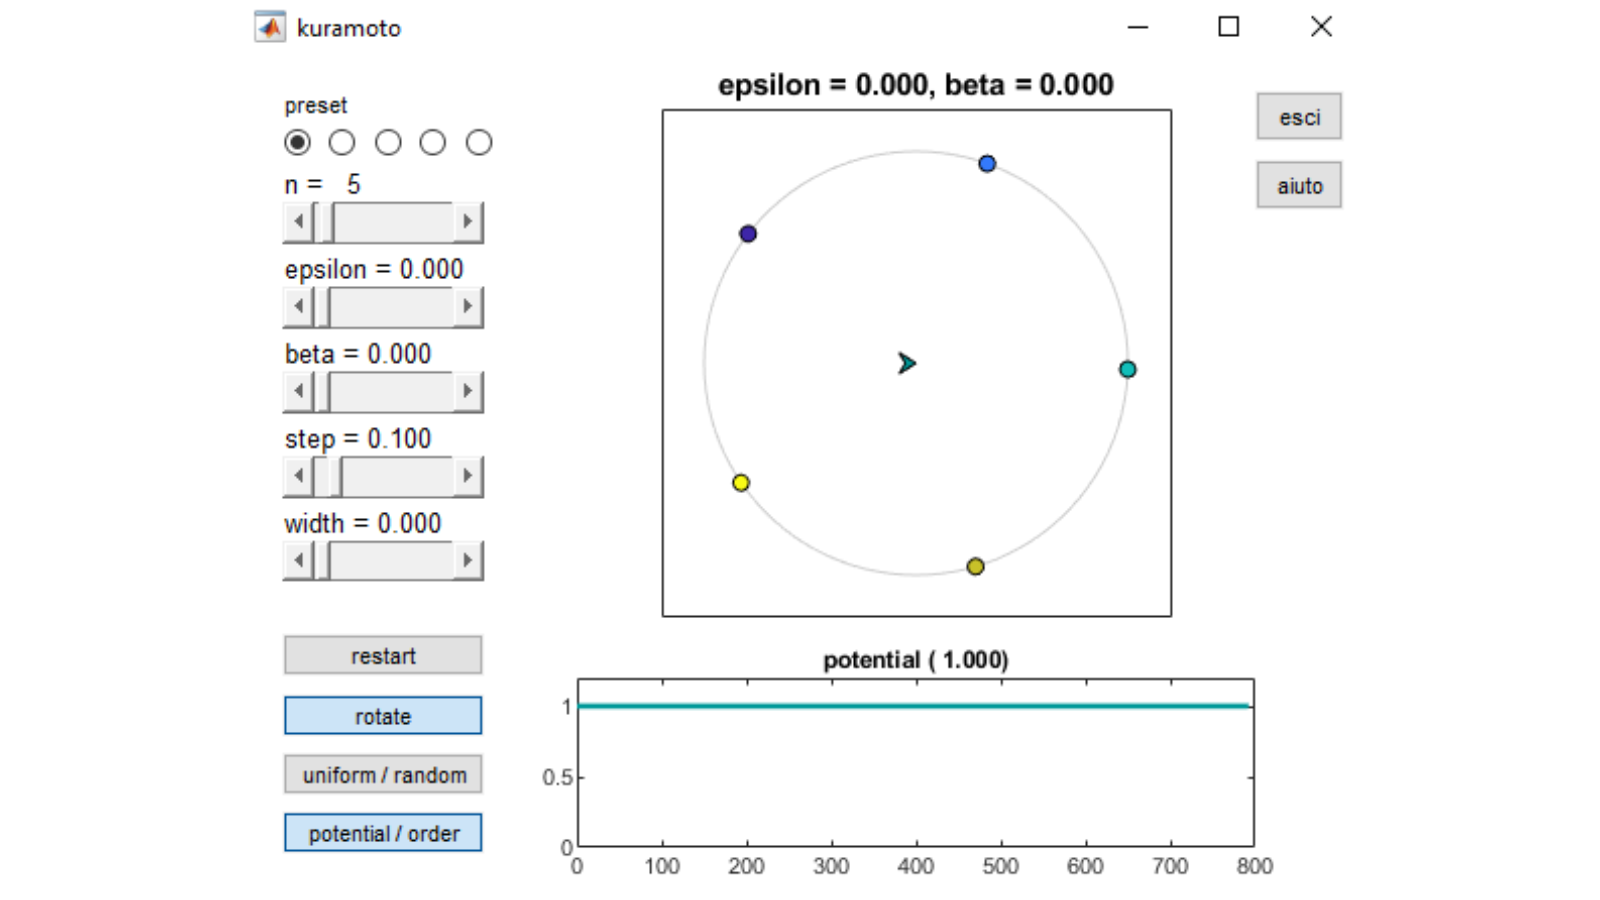 kuramoto
preset
n = 5
epsilon = 0.000
beta = 0.000
step = 0.100
width = 0.000
restart
rotate
uniform / random
potential / order
epsilon = 0.000, beta = 0.000
esci
aiuto
potential ( 1.000)
1
0.5
0
0 100 200 300 400 500 600 700 800